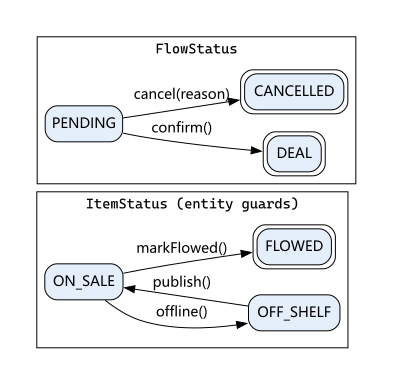 FlowStatus
cancel(reason)
CANCELLED
PENDING
confirm()
DEAL
ItemStatus (entity guards)
markFlowed()
FLOWED
ON_SALE
publish()
offline()
OFF_SHELF